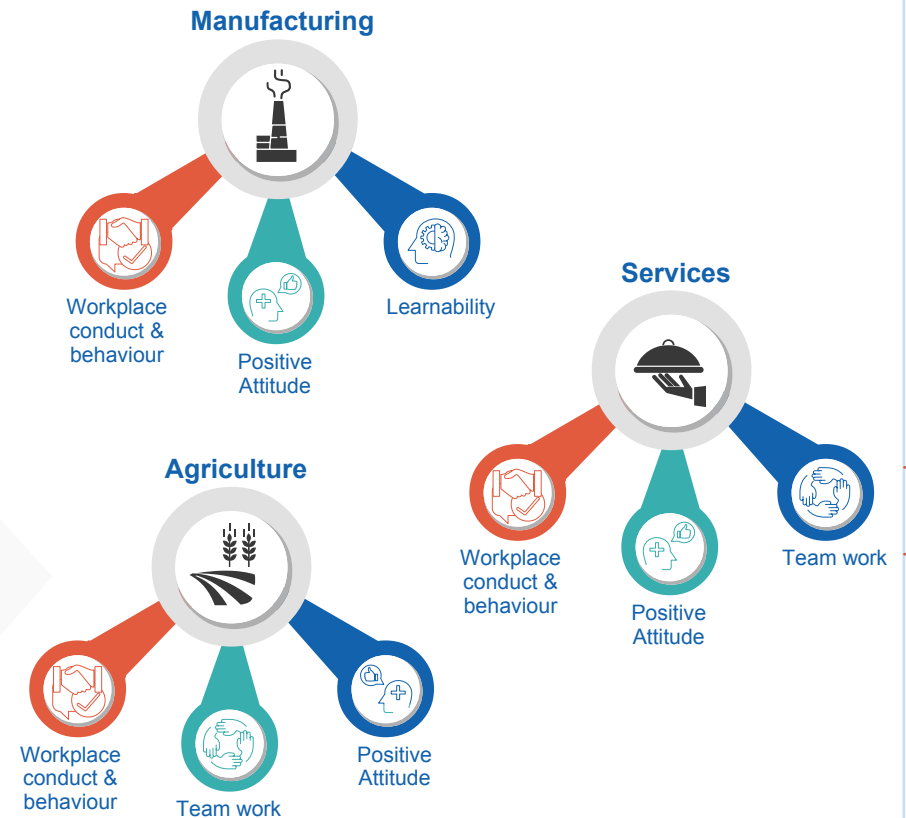 Manufacturing
Workplace
conduct &
behaviour
Positive
Attitude
Learnability
Services
Workplace
conduct &
behaviour
Positive
Attitude
Team work
Agriculture
Workplace
conduct &
behaviour
Team work
Positive
Attitude